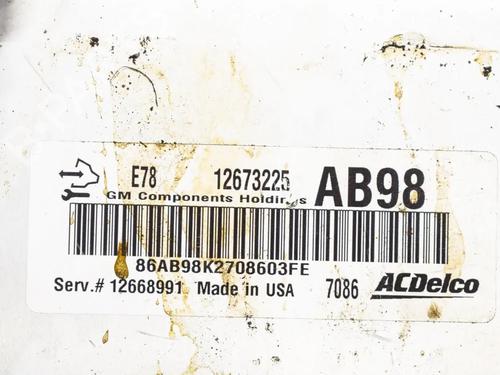 E78 12673225 AB98
GM Components Holdings
86AB98K2708603FE
Serv.# 12668991 Made in USA 7086 ACDelco